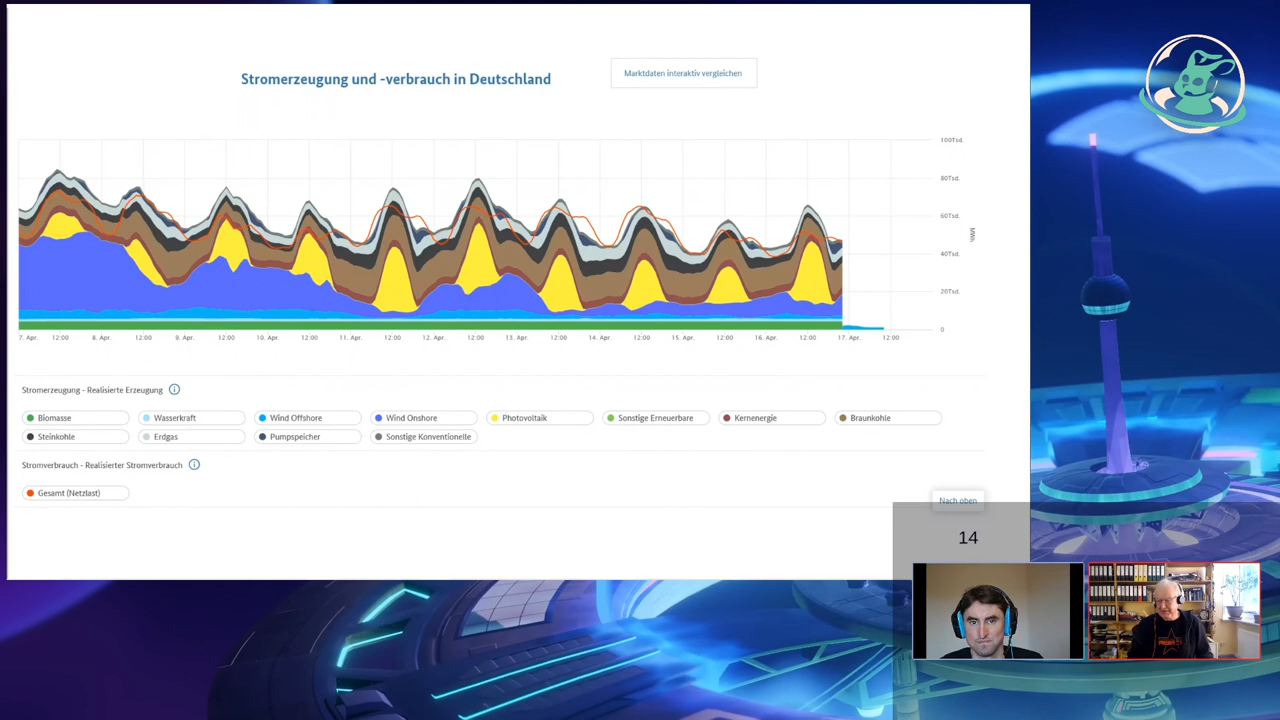 Stromerzeugung und -verbrauch in Deutschland
Marktdaten interaktiv vergleichen
100Tsd.
80Tsd.
60Tsd.
40Tsd.
20Tsd.
0
MWh
7. Apr. 12:00 8. Apr. 12:00 9. Apr. 12:00 10. Apr. 12:00 11. Apr. 12:00 12. Apr. 12:00 13. Apr. 12:00 14. Apr. 12:00 15. Apr. 12:00 16. Apr. 12:00 17. Apr. 12:00
Stromerzeugung - Realisierte Erzeugung i
Biomasse Wasserkraft Wind Offshore Wind Onshore Photovoltaik Sonstige Erneuerbare Kernenergie Braunkohle
Steinkohle Erdgas Pumpspeicher Sonstige Konventionelle
Stromverbrauch - Realisierter Stromverbrauch i
Gesamt (Netzlast)
Nach oben
14